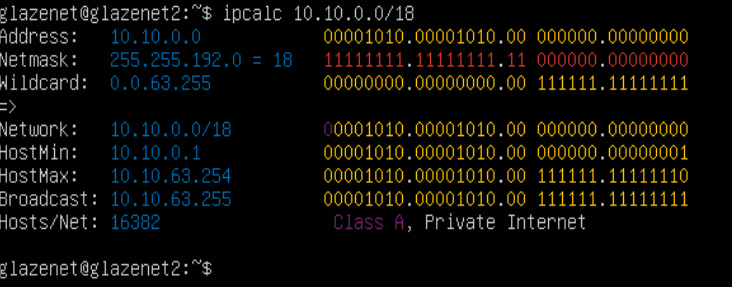 glazenet@glazenet2:~$ ipcalc 10.10.0.0/18
Address:   10.10.0.0            00001010.00001010.00 000000.00000000
Netmask:   255.255.192.0 = 18   11111111.11111111.11 000000.00000000
Wildcard:  0.0.63.255           00000000.00000000.00 111111.11111111
=>
Network:   10.10.0.0/18         00001010.00001010.00 000000.00000000
HostMin:   10.10.0.1            00001010.00001010.00 000000.00000001
HostMax:   10.10.63.254         00001010.00001010.00 111111.11111110
Broadcast: 10.10.63.255         00001010.00001010.00 111111.11111111
Hosts/Net: 16382                 Class A, Private Internet
glazenet@glazenet2:~$